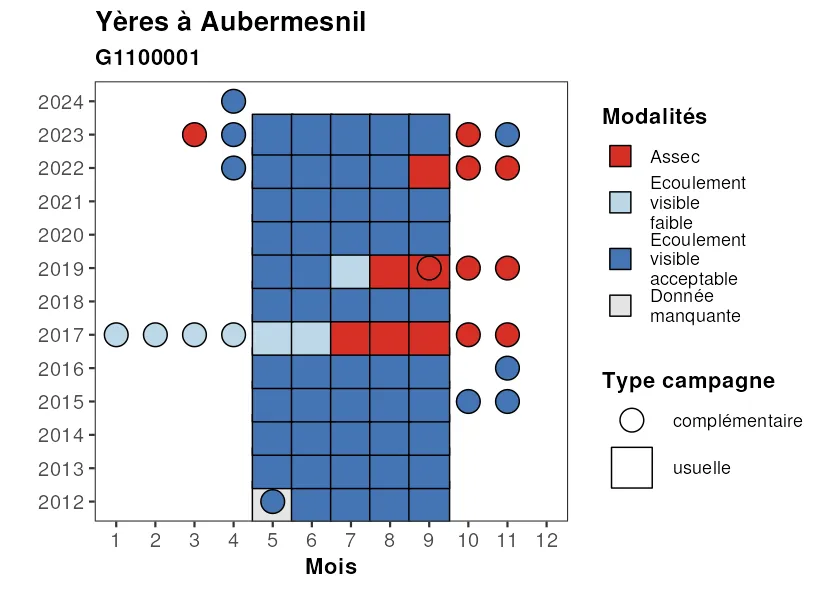 Yères à Aubermesnil
G1100001
2024
2023
2022
2021
2020
2019
2018
2017
2016
2015
2014
2013
2012
1 2 3 4 5 6 7 8 9 10 11 12
Mois
Modalités
Assec
Ecoulement
visible
faible
Ecoulement
visible
acceptable
Donnée
manquante
Type campagne
complémentaire
usuelle